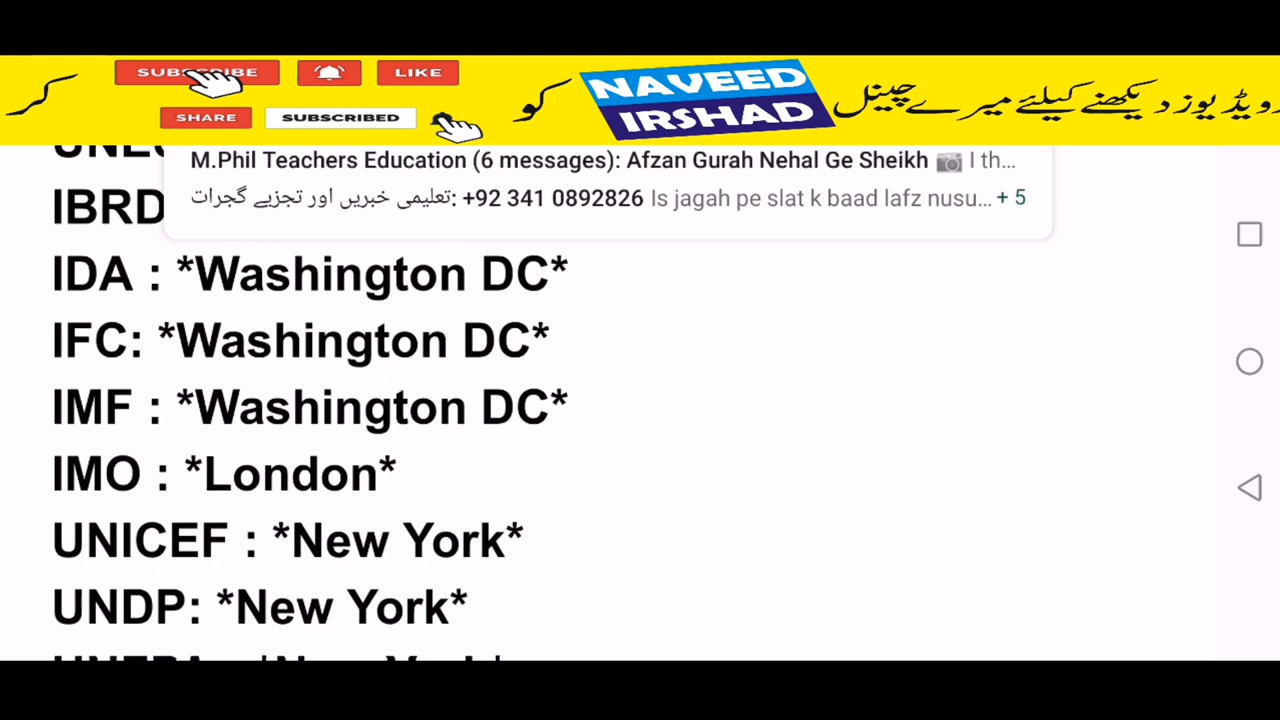 ویڈیوز دیکھنے کیلئے میرے چینل NAVEED IRSHAD کو SUBSCRIBE LIKE کر
SHARE SUBSCRIBED
M.Phil Teachers Education (6 messages): Afzan Gurah Nehal Ge Sheikh 📷 I th...
تعلیمی خبریں اور تجزیے گجرات: +92 341 0892826 Is jagah pe slat k baad lafz nusu... + 5
IBRD
IDA : *Washington DC*
IFC: *Washington DC*
IMF : *Washington DC*
IMO : *London*
UNICEF : *New York*
UNDP: *New York*